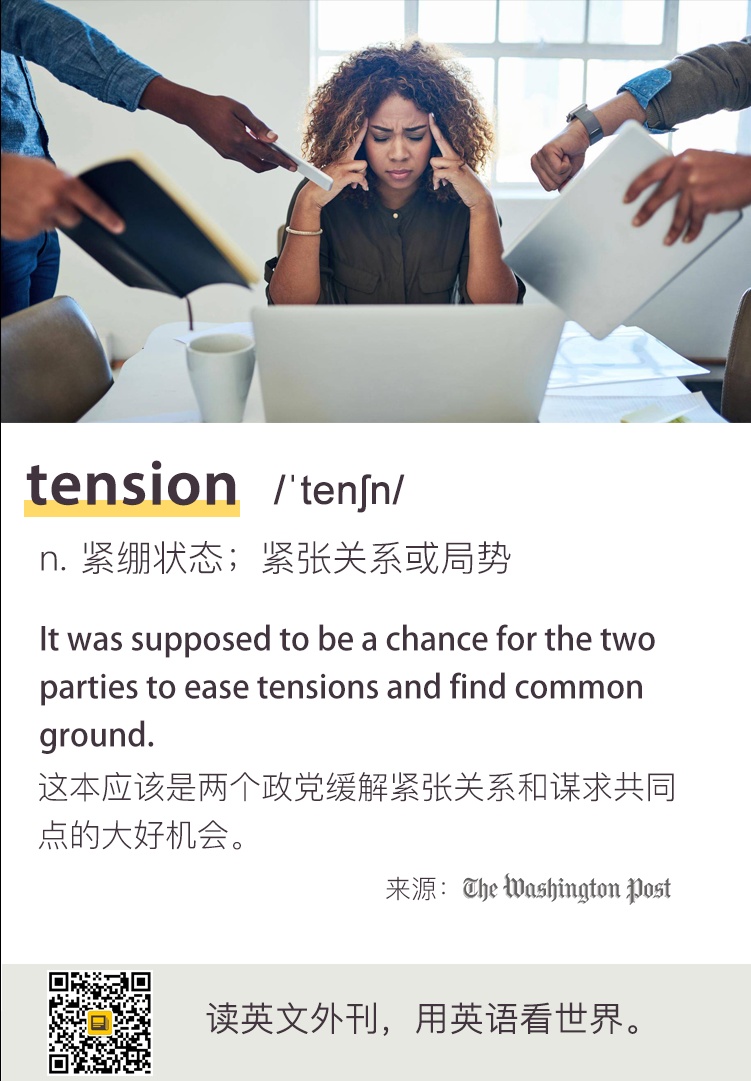 tension /ˈtenʃn/
n. 紧绷状态；紧张关系或局势
It was supposed to be a chance for the two
parties to ease tensions and find common
ground.
这本应该是两个政党缓解紧张关系和谋求共同
点的大好机会。
来源：The Washington Post
读英文外刊，用英语看世界。